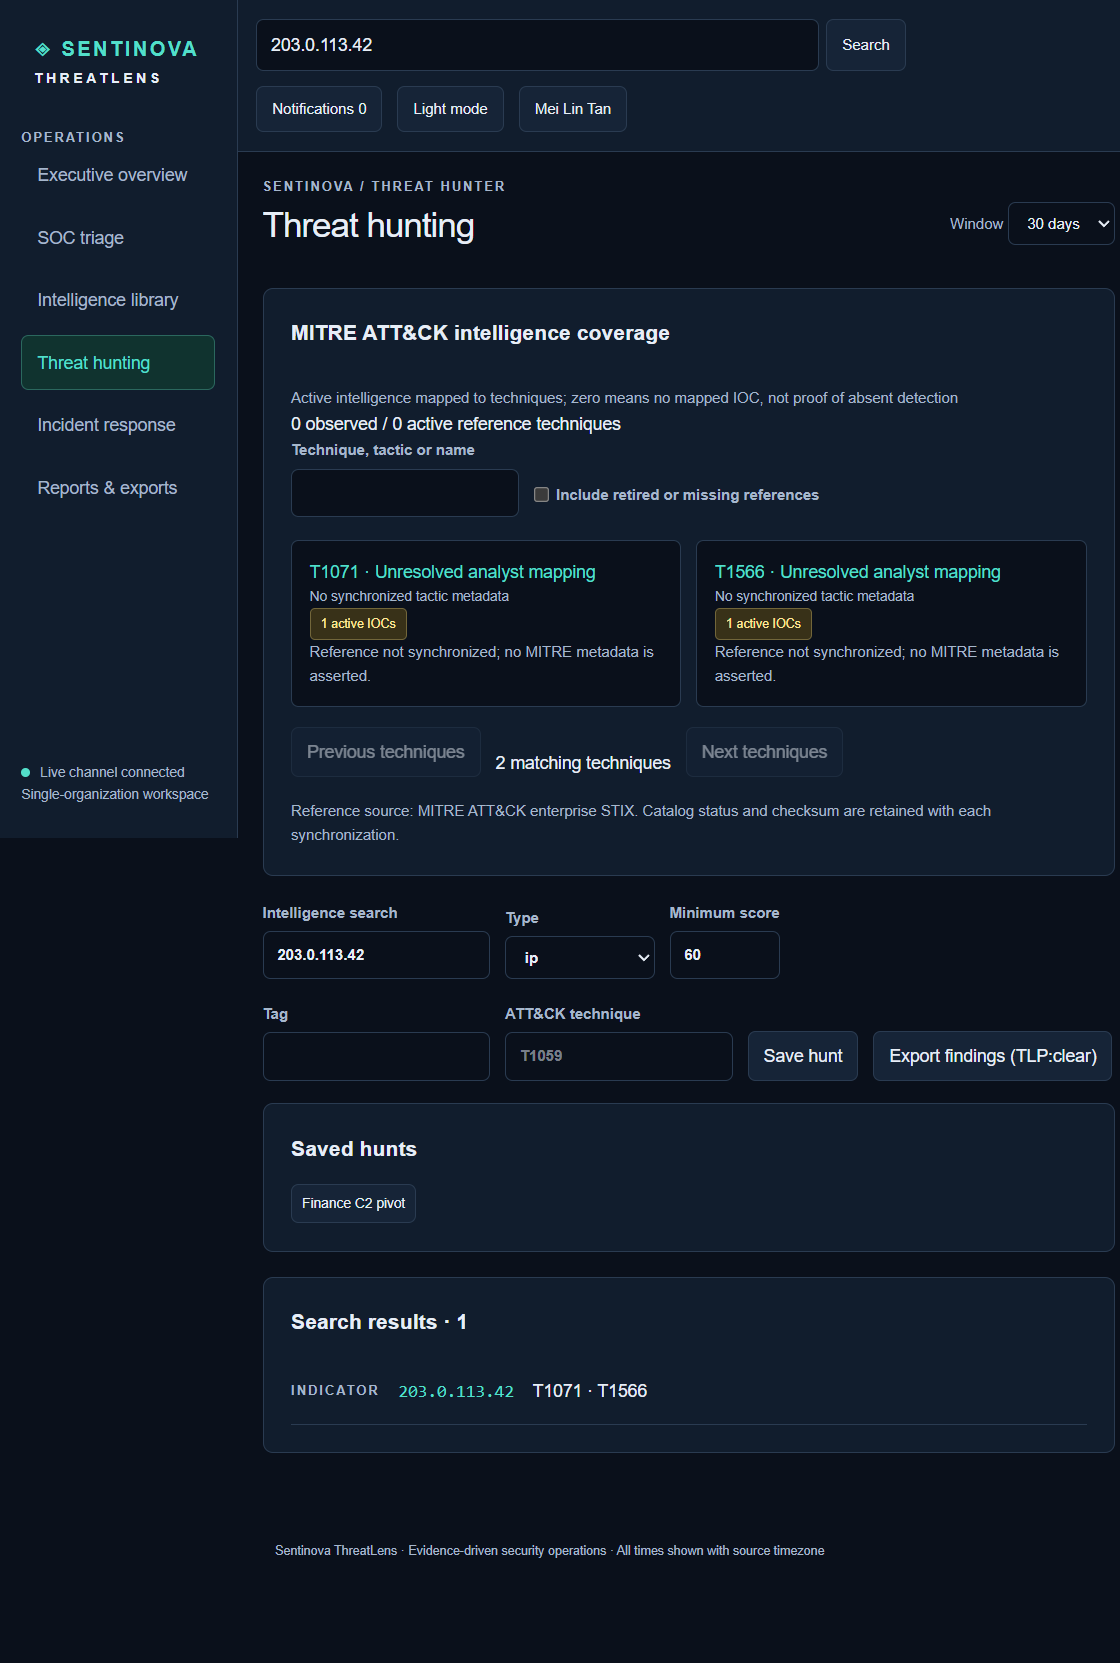 ◈ SENTINOVA
THREATLENS
OPERATIONS
Executive overview
SOC triage
Intelligence library
Threat hunting
Incident response
Reports & exports
Live channel connected
Single-organization workspace
203.0.113.42
Search
Notifications 0
Light mode
Mei Lin Tan
SENTINOVA / THREAT HUNTER
Threat hunting
Window
30 days
MITRE ATT&CK intelligence coverage
Active intelligence mapped to techniques; zero means no mapped IOC, not proof of absent detection
0 observed / 0 active reference techniques
Technique, tactic or name
Include retired or missing references
T1071 · Unresolved analyst mapping
No synchronized tactic metadata
1 active IOCs
Reference not synchronized; no MITRE metadata is
asserted.
T1566 · Unresolved analyst mapping
No synchronized tactic metadata
1 active IOCs
Reference not synchronized; no MITRE metadata is
asserted.
Previous techniques
2 matching techniques
Next techniques
Reference source: MITRE ATT&CK enterprise STIX. Catalog status and checksum are retained with each
synchronization.
Intelligence search
203.0.113.42
Type
ip
Minimum score
60
Tag
ATT&CK technique
T1059
Save hunt
Export findings (TLP:clear)
Saved hunts
Finance C2 pivot
Search results · 1
INDICATOR
203.0.113.42
T1071 · T1566
Sentinova ThreatLens · Evidence-driven security operations · All times shown with source timezone